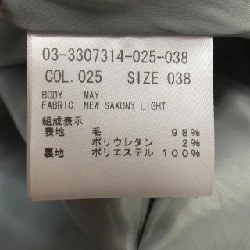 03-3307314-025-038
COL.025 SIZE 038
BODY MAY
FABRIC NEW SAXONY LIGHT
組成表示
表地 毛 98%
ポリウレタン 2%
裏地 ポリエステル 100%